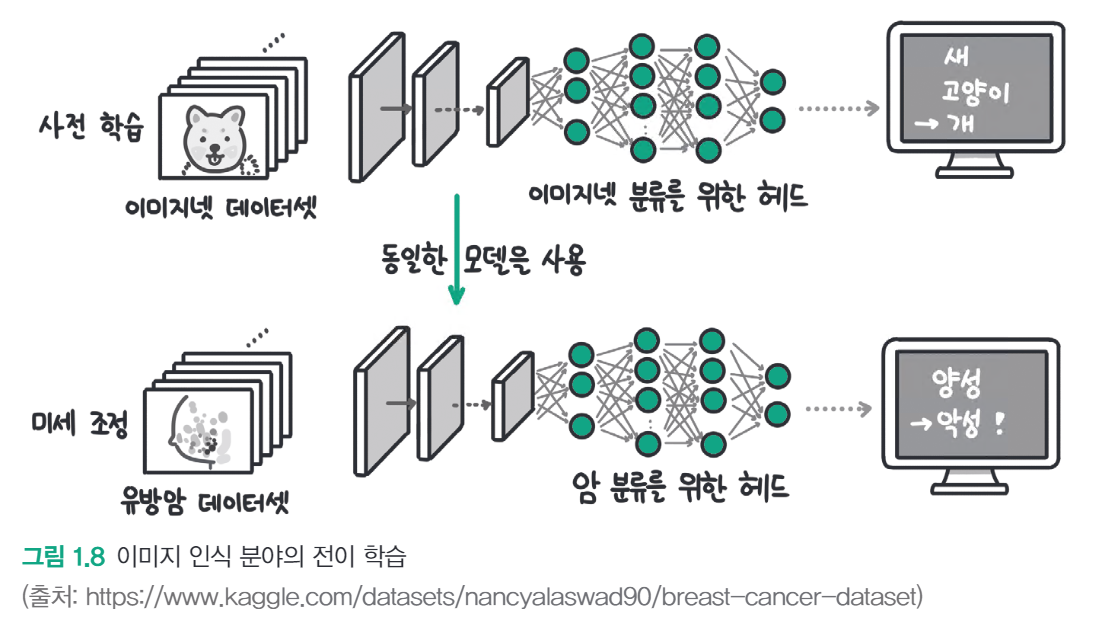 사전 학습
이미지넷 데이터셋
이미지넷 분류를 위한 헤드
새
고양이
→ 개
동일한 모델을 사용
미세 조정
유방암 데이터셋
암 분류를 위한 헤드
양성
→ 악성!
그림 1.8 이미지 인식 분야의 전이 학습
(출처: https://www.kaggle.com/datasets/nancyalaswad90/breast-cancer-dataset)